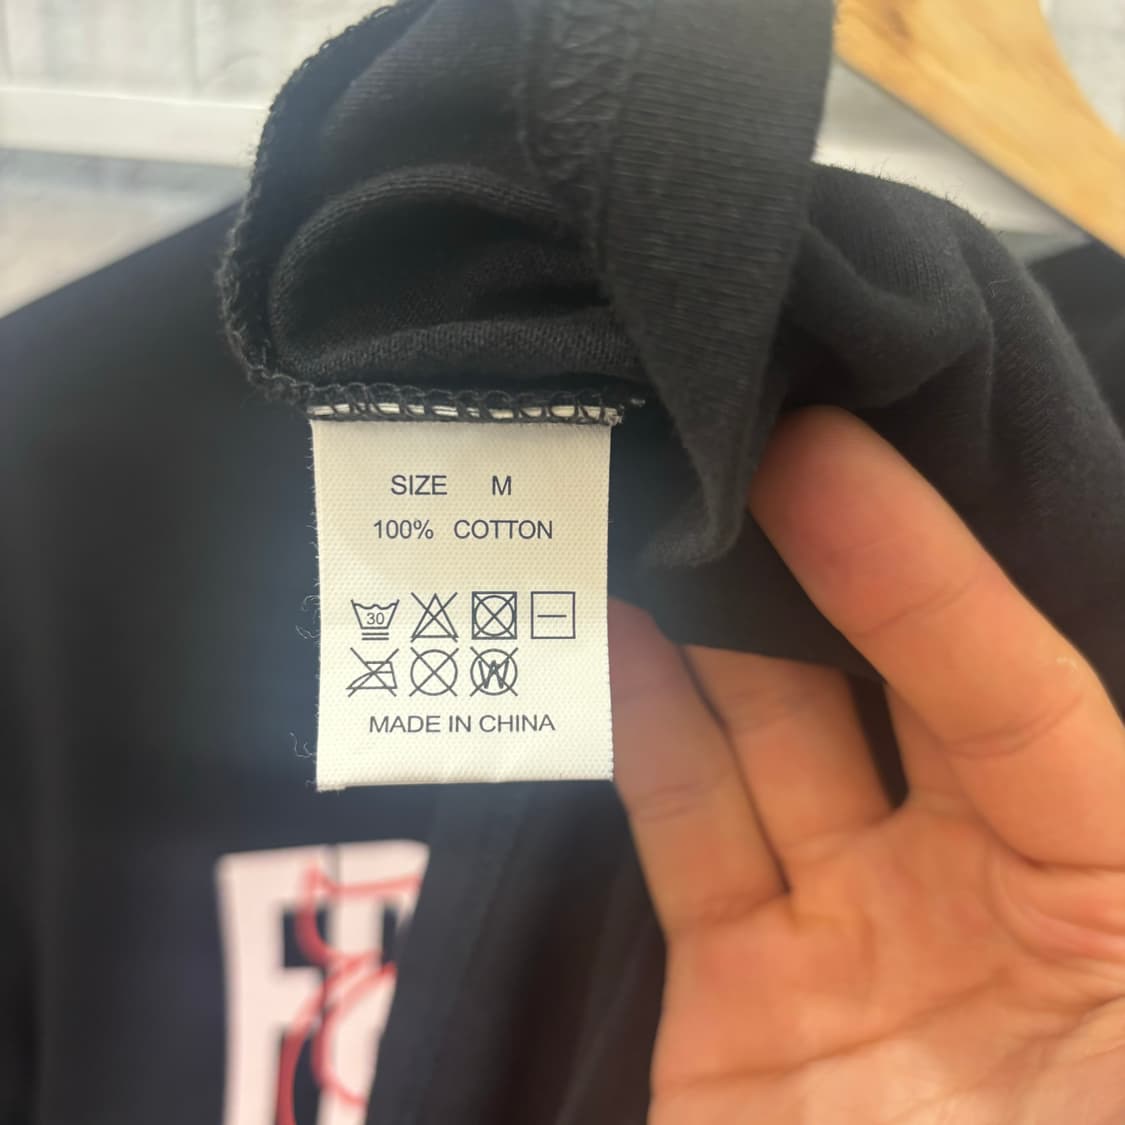 SIZE M
100% COTTON
30
W
MADE IN CHINA